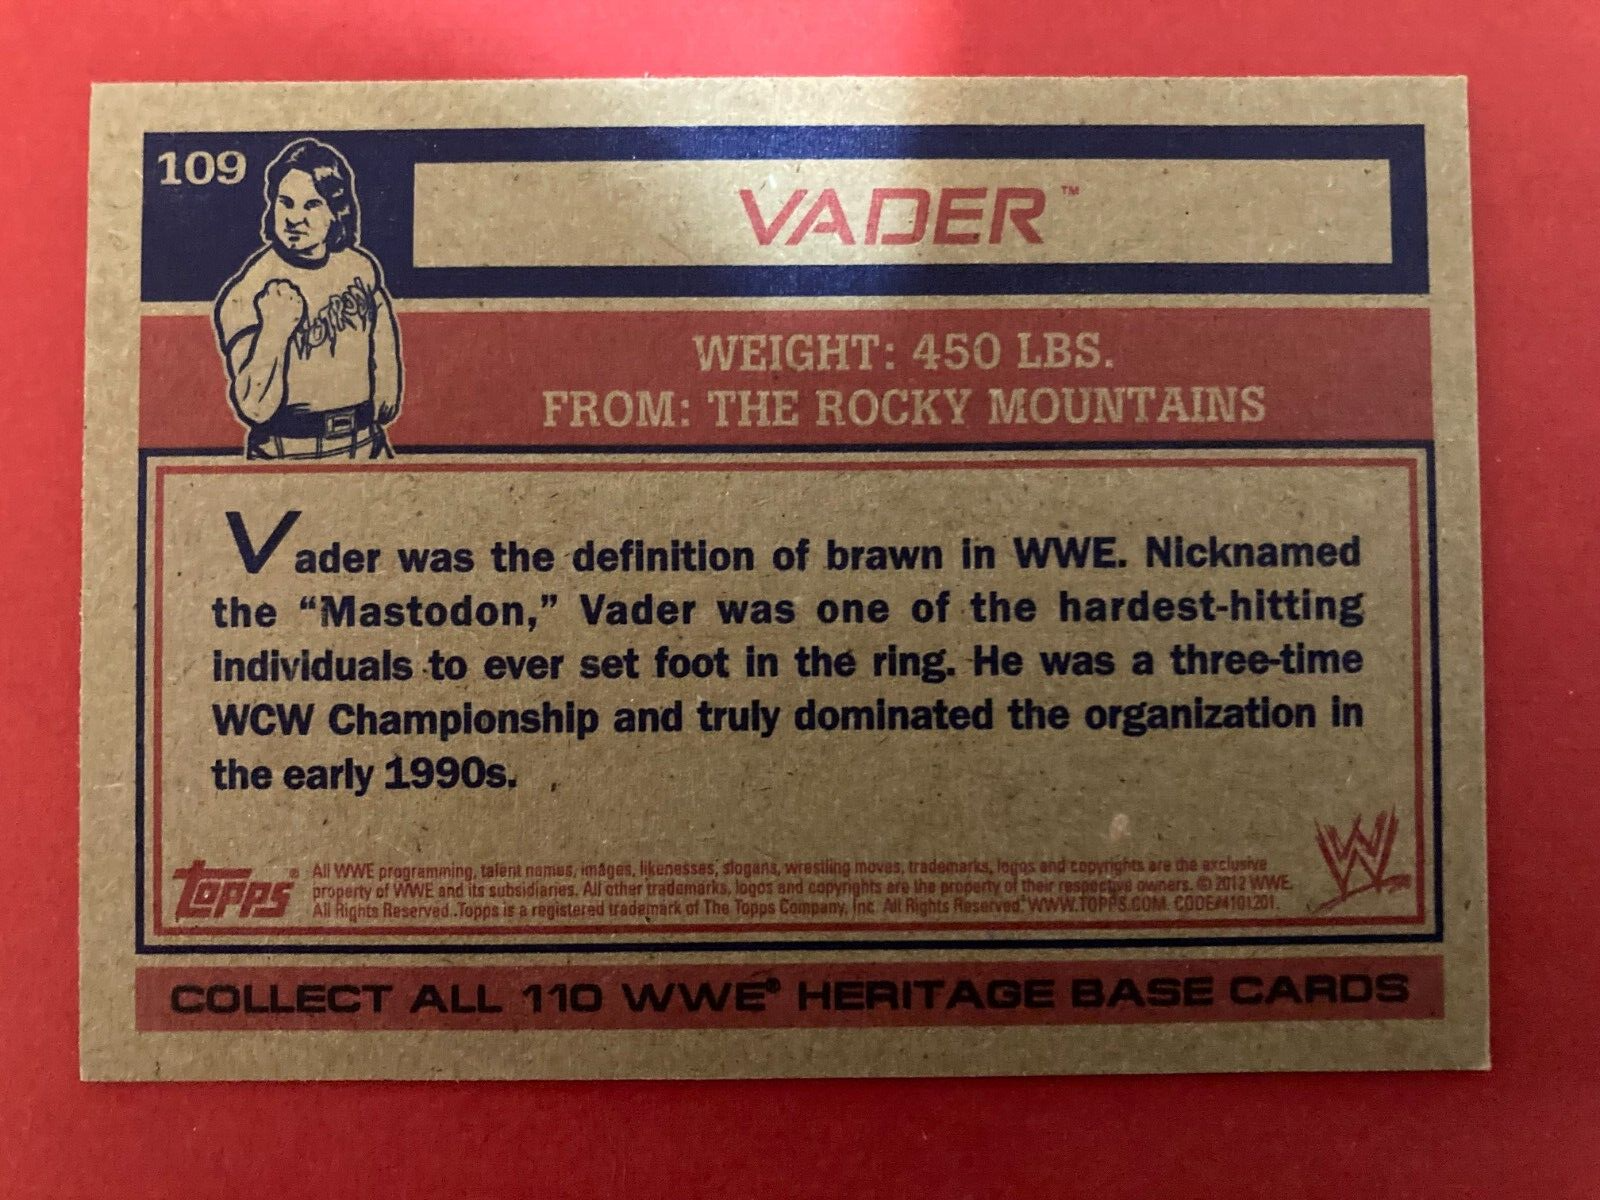 109
VADER™
HOT ROD
WEIGHT: 450 LBS.
FROM: THE ROCKY MOUNTAINS
Vader was the definition of brawn in WWE. Nicknamed
the “Mastodon,” Vader was one of the hardest-hitting
individuals to ever set foot in the ring. He was a three-time
WCW Championship and truly dominated the organization in
the early 1990s.
topps®
All WWE programming, talent names, images, likenesses, slogans, wrestling moves, trademarks, logos and copyrights are the exclusive
property of WWE and its subsidiaries. All other trademarks, logos and copyrights are the property of their respective owners. © 2012 WWE.
All Rights Reserved. Topps is a registered trademark of The Topps Company, Inc. All Rights Reserved. WWW.TOPPS.COM. CODE#4101201.
W
COLLECT ALL 110 WWE® HERITAGE BASE CARDS